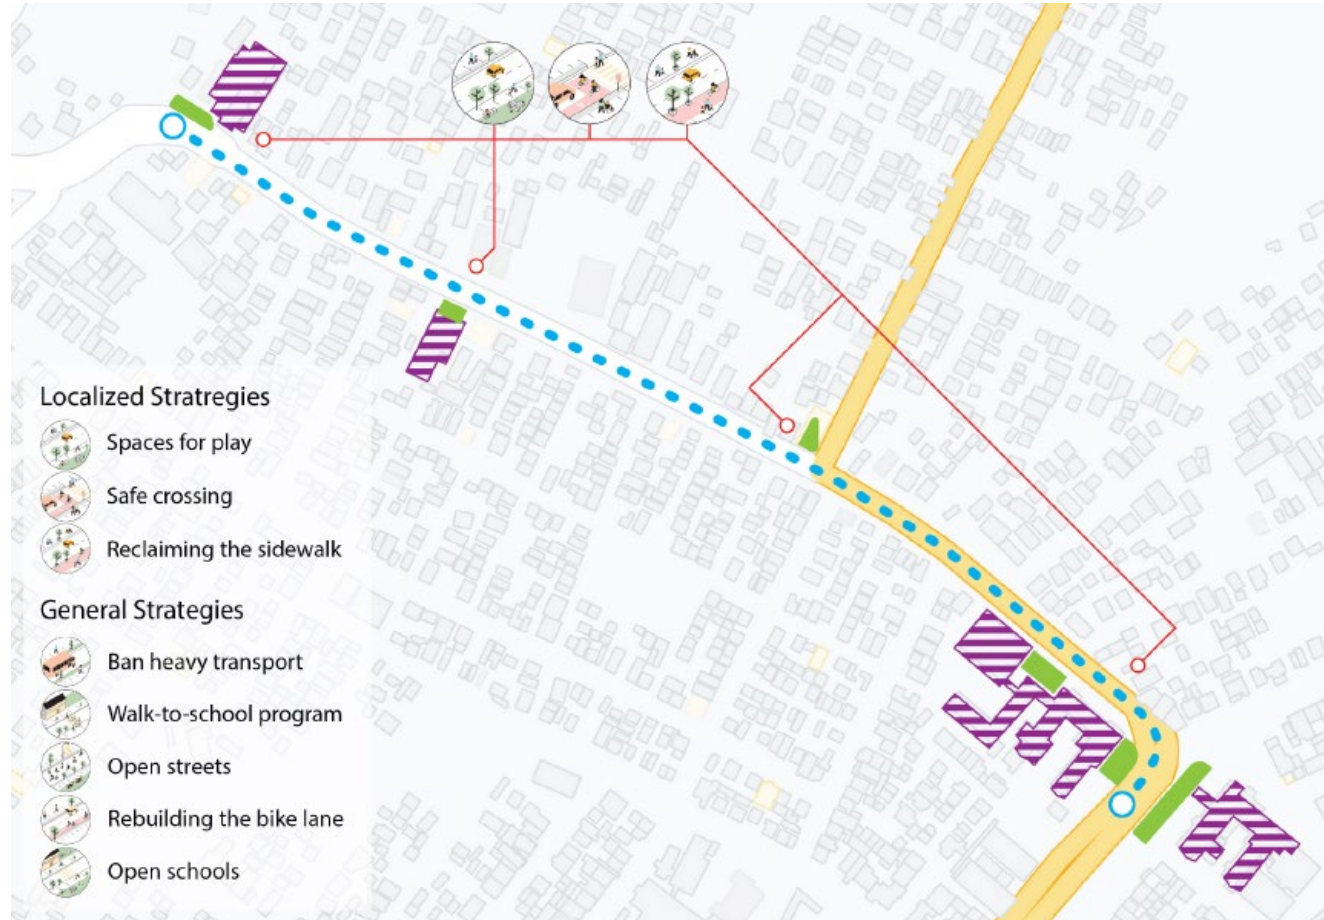 Localized Stratregies
Spaces for play
Safe crossing
Reclaiming the sidewalk
General Strategies
Ban heavy transport
Walk-to-school program
Open streets
Rebuilding the bike lane
Open schools